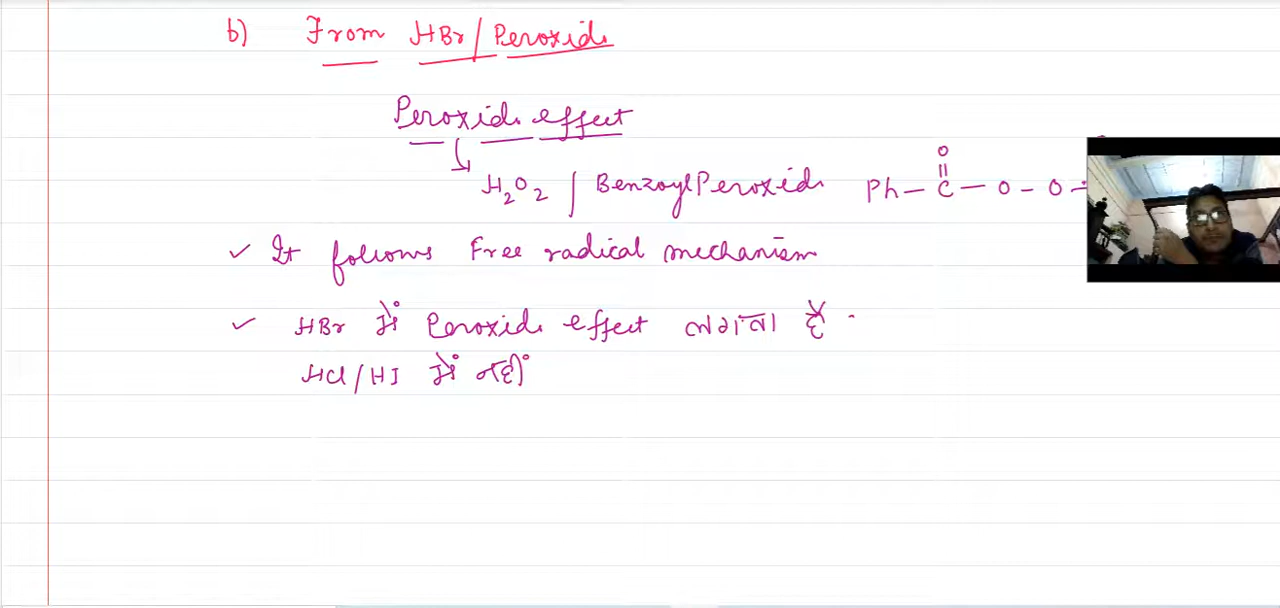 b) From HBr/Peroxide
Peroxide effect
H2O2 / Benzoyl Peroxide Ph-C-O-O-
O
✓ It follows Free radical mechanism
✓ HBr में Peroxide effect लगता है
HCl/HI में नहीं